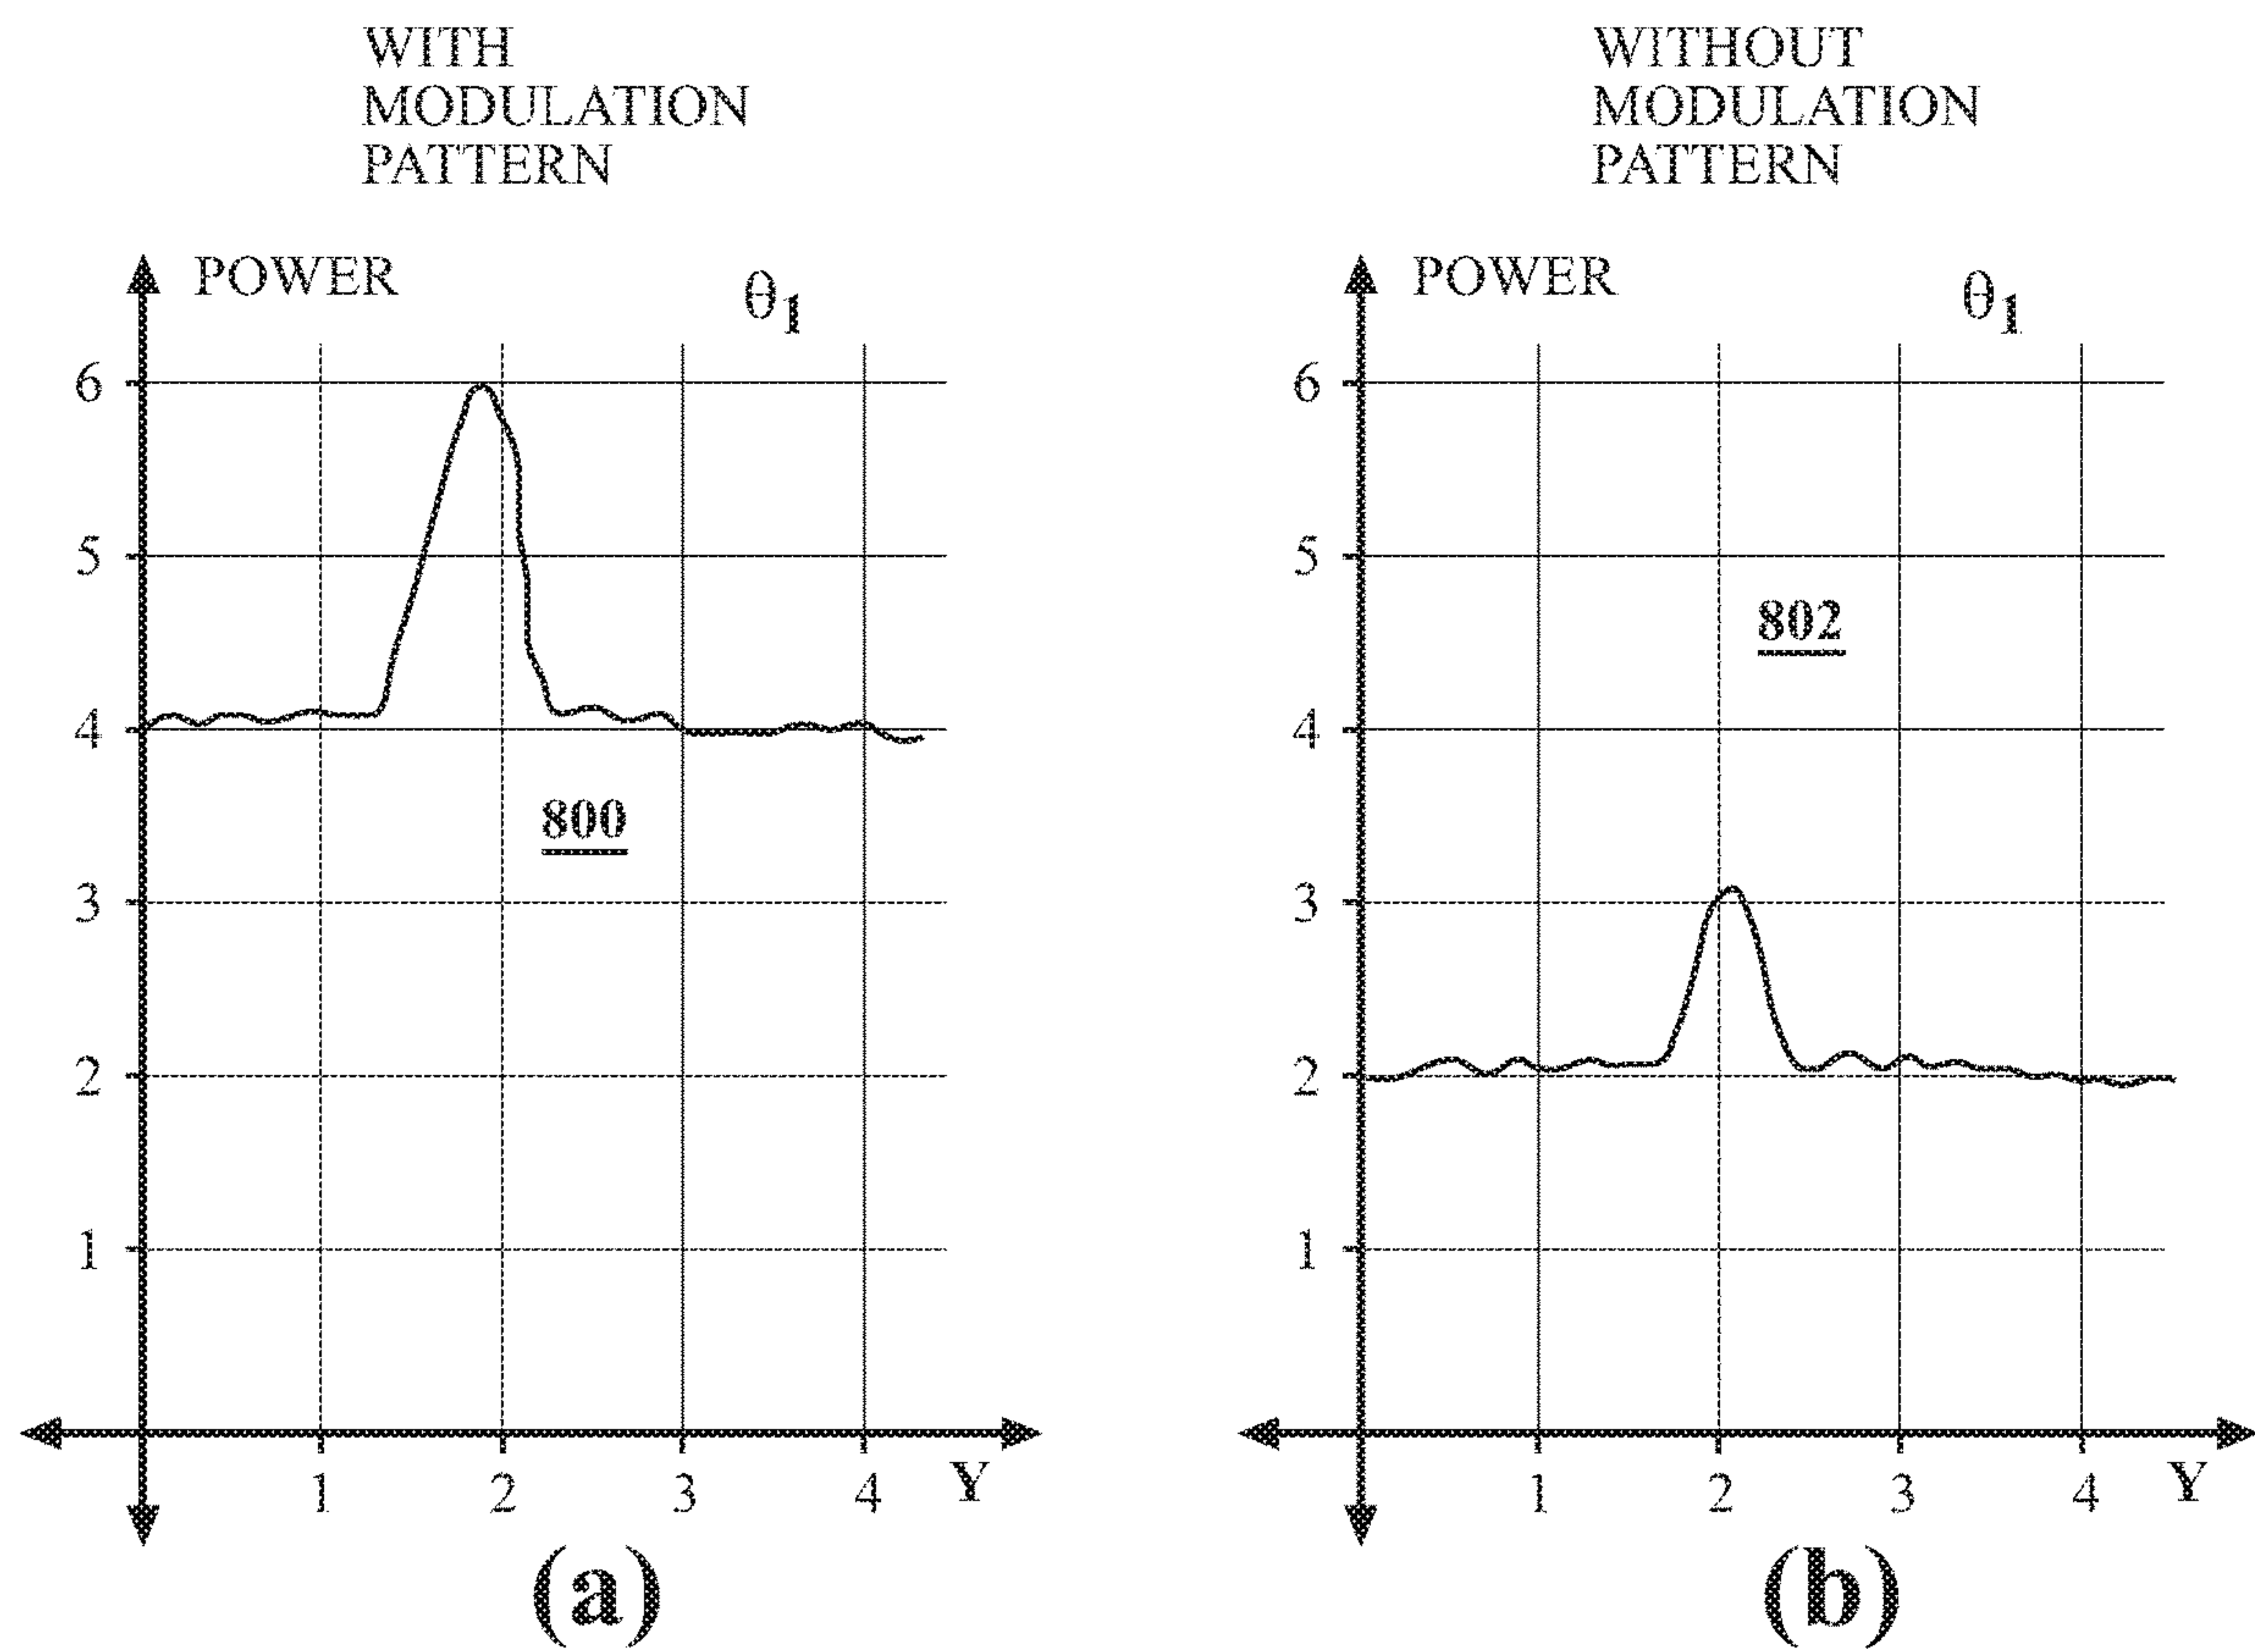 WITH
MODULATION
PATTERN
POWER
θ1
6
5
4
3
2
1
800
1 2 3 4 Y
(a)
WITHOUT
MODULATION
PATTERN
POWER
θ1
6
5
4
3
2
1
802
1 2 3 4 Y
(b)